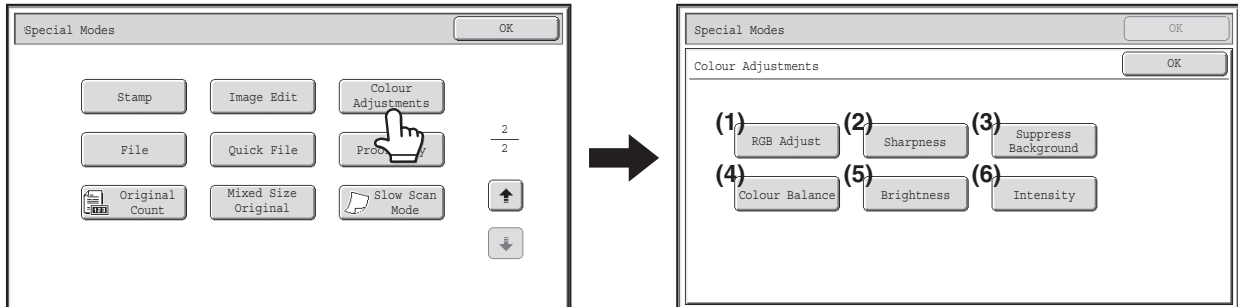 Special Modes
OK
Stamp
Image Edit
Colour
Adjustments
File
Quick File
2
2
Original
Count
Mixed Size
Original
Slow Scan
Mode
Special Modes
OK
Colour Adjustments
OK
(1)
RGB Adjust
(2)
Sharpness
(3)
Suppress
Background
(4)
Colour Balance
(5)
Brightness
(6)
Intensity